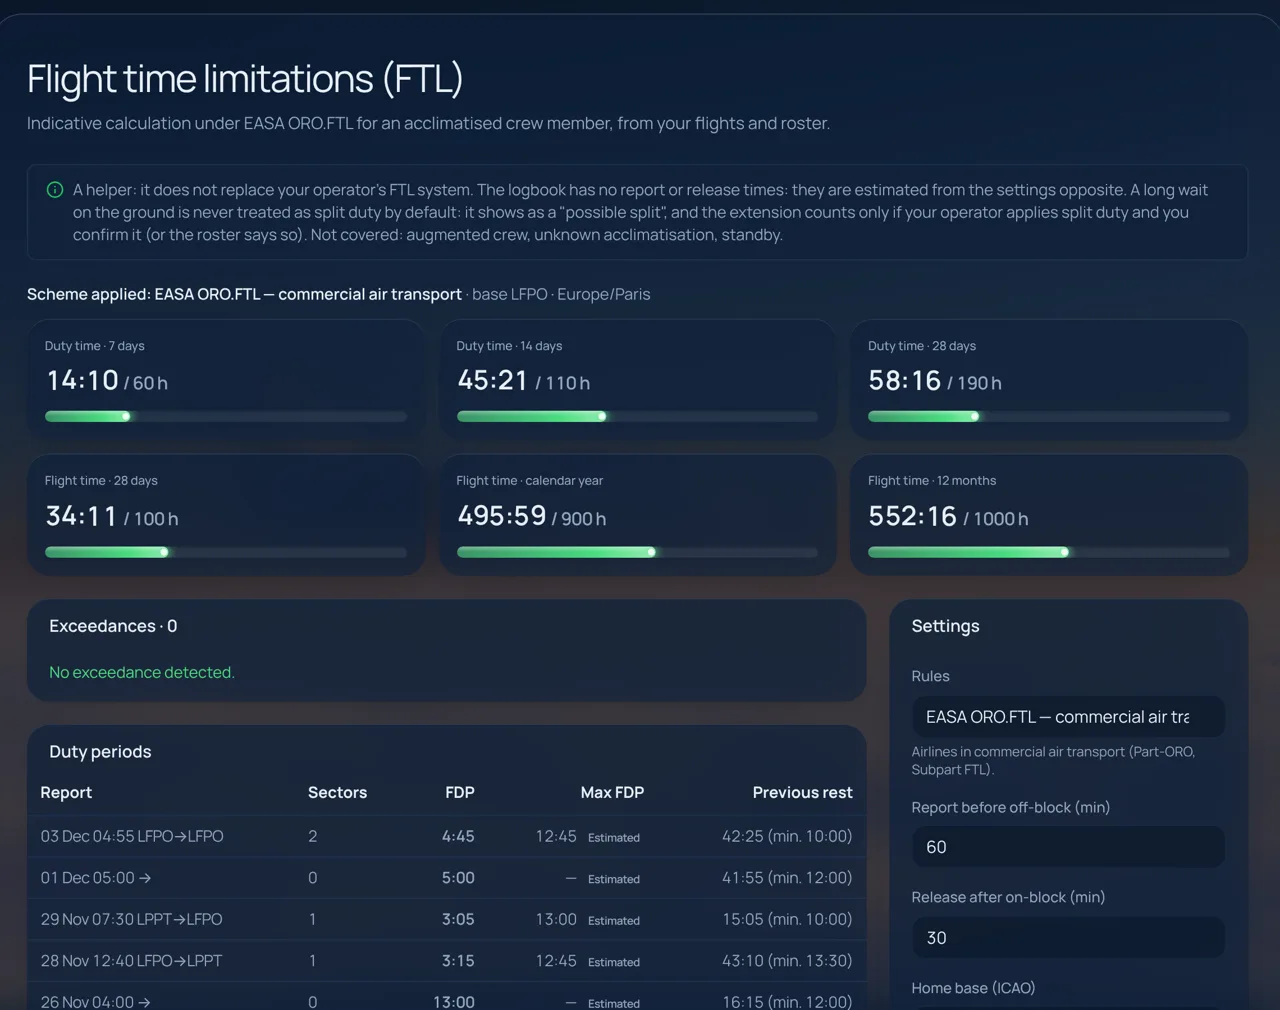 Flight time limitations (FTL)
Indicative calculation under EASA ORO.FTL for an acclimatised crew member, from your flights and roster.
A helper: it does not replace your operator's FTL system. The logbook has no report or release times: they are estimated from the settings opposite. A long wait
on the ground is never treated as split duty by default: it shows as a "possible split", and the extension counts only if your operator applies split duty and you
confirm it (or the roster says so). Not covered: augmented crew, unknown acclimatisation, standby.
Scheme applied: EASA ORO.FTL — commercial air transport · base LFPO · Europe/Paris
Duty time · 7 days
14:10 / 60 h
Duty time · 14 days
45:21 / 110 h
Duty time · 28 days
58:16 / 190 h
Flight time · 28 days
34:11 / 100 h
Flight time · calendar year
495:59 / 900 h
Flight time · 12 months
552:16 / 1000 h
Exceedances · 0
No exceedance detected.
Duty periods
Report Sectors FDP Max FDP Previous rest
03 Dec 04:55 LFPO→LFPO 2 4:45 12:45 Estimated 42:25 (min. 10:00)
01 Dec 05:00 → 0 5:00 — Estimated 41:55 (min. 12:00)
29 Nov 07:30 LPPT→LFPO 1 3:05 13:00 Estimated 15:05 (min. 10:00)
28 Nov 12:40 LFPO→LPPT 1 3:15 12:45 Estimated 43:10 (min. 13:30)
26 Nov 04:00 → 0 13:00 — Estimated 16:15 (min. 12:00)
Settings
Rules
EASA ORO.FTL — commercial air tra
Airlines in commercial air transport (Part-ORO,
Subpart FTL).
Report before off-block (min)
60
Release after on-block (min)
30
Home base (ICAO)